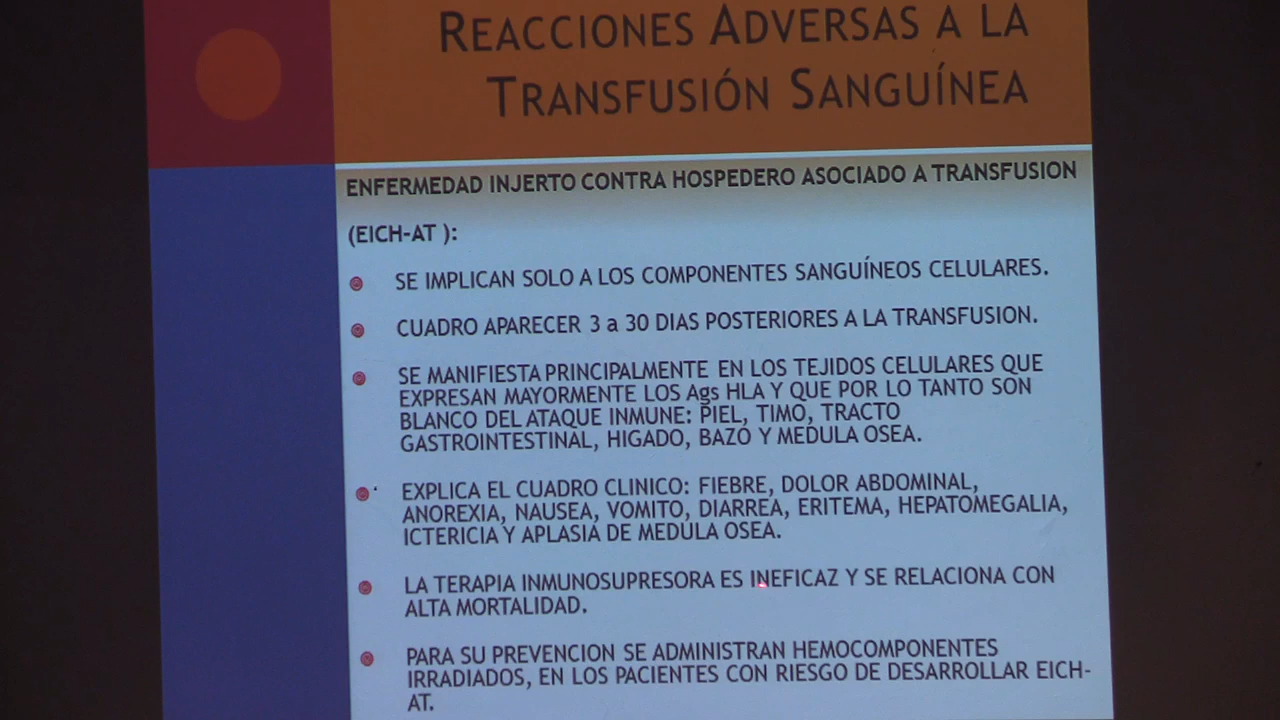 REACCIONES ADVERSAS A LA
TRANSFUSIÓN SANGUÍNEA
ENFERMEDAD INJERTO CONTRA HOSPEDERO ASOCIADO A TRANSFUSION
(EICH-AT ):
SE IMPLICAN SOLO A LOS COMPONENTES SANGUÍNEOS CELULARES.
CUADRO APARECER 3 a 30 DIAS POSTERIORES A LA TRANSFUSION.
SE MANIFIESTA PRINCIPALMENTE EN LOS TEJIDOS CELULARES QUE
EXPRESAN MAYORMENTE LOS Ags HLA Y QUE POR LO TANTO SON
BLANCO DEL ATAQUE INMUNE: PIEL, TIMO, TRACTO
GASTROINTESTINAL, HIGADO, BAZO Y MEDULA OSEA.
EXPLICA EL CUADRO CLINICO: FIEBRE, DOLOR ABDOMINAL,
ANOREXIA, NAUSEA, VOMITO, DIARREA, ERITEMA, HEPATOMEGALIA,
ICTERICIA Y APLASIA DE MEDULA OSEA.
LA TERAPIA INMUNOSUPRESORA ES INEFICAZ Y SE RELACIONA CON
ALTA MORTALIDAD.
PARA SU PREVENCION SE ADMINISTRAN HEMOCOMPONENTES
IRRADIADOS, EN LOS PACIENTES CON RIESGO DE DESARROLLAR EICH-
AT.